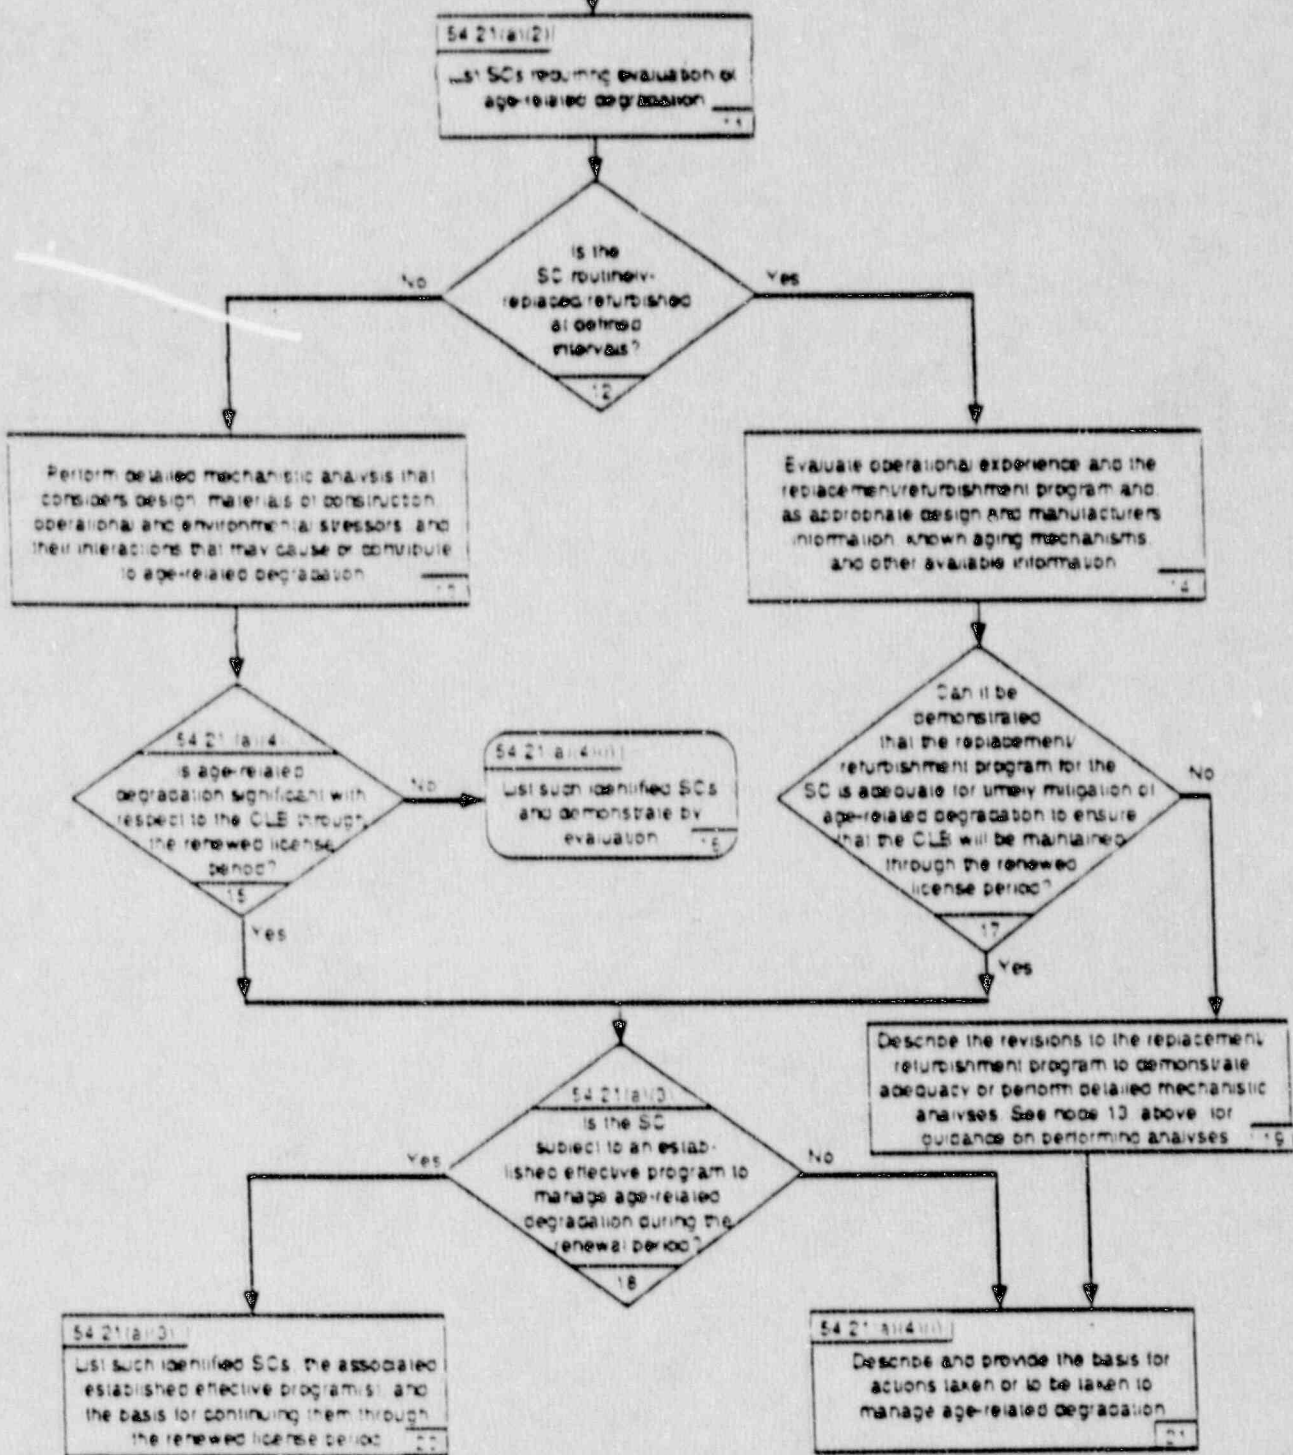 54.21(a)(2)
List SCs requiring evaluation of
age-related degradation
11
Is the
SC routinely-
replaced/refurbished
at defined
intervals?
12
No
Yes
Perform detailed mechanistic analysis that
considers design, materials of construction,
operational and environmental stressors, and
their interactions that may cause or contribute
to age-related degradation
13
Evaluate operational experience and the
replacement/refurbishment program and,
as appropriate design and manufacturers
information, known aging mechanisms,
and other available information
14
54.21(a)(4)
Is age-related
degradation significant with
respect to the CLB through
the renewed license
period?
15
No
Yes
54.21(a)(4)(i)
List such identified SCs
and demonstrate by
evaluation
16
Can it be
demonstrated
that the replacement/
refurbishment program for the
SC is adequate for timely mitigation of
age-related degradation to ensure
that the CLB will be maintained
through the renewed
license period?
17
No
Yes
Describe the revisions to the replacement/
refurbishment program to demonstrate
adequacy or perform detailed mechanistic
analyses. See node 13, above, for
guidance on performing analyses
19
54.21(a)(3)
Is the SC
subject to an estab-
lished effective program to
manage age-related
degradation during the
renewal period?
18
Yes
No
54.21(a)(3)
List such identified SCs, the associated
established effective program(s), and
the basis for continuing them through
the renewed license period
20
54.21(a)(4)(ii)
Describe and provide the basis for
actions taken or to be taken to
manage age-related degradation
21